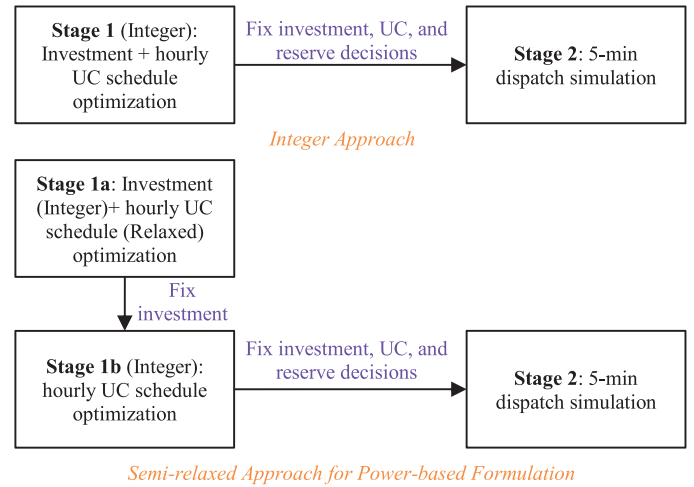 Stage 1 (Integer):
Investment + hourly
UC schedule
optimization
Fix investment, UC, and
reserve decisions
Stage 2: 5-min
dispatch simulation
Integer Approach
Stage 1a: Investment
(Integer)+ hourly UC
schedule (Relaxed)
optimization
Fix
investment
Stage 1b (Integer):
hourly UC schedule
optimization
Fix investment, UC, and
reserve decisions
Stage 2: 5-min
dispatch simulation
Semi-relaxed Approach for Power-based Formulation